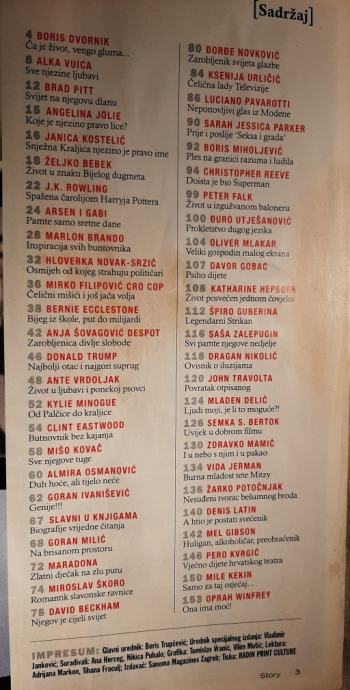 [Sadržaj]
4 BORIS DVORNIK
Ča je život, vengo gluma...
8 ALKA VUICA
Sve njezine ljubavi
12 BRAD PITT
Svijet na njegovu dlanu
15 ANGELINA JOLIE
Koje je njezino pravo lice?
16 JANICA KOSTELIĆ
Snježna Kraljica njezino je pravo ime
18 ŽELJKO BEBEK
Život u znaku Bijelog dugmeta
22 J.K. ROWLING
Spašena čarolijom Harryja Pottera
24 ARSEN I GABI
Pamte samo sretne dane
28 MARLON BRANDO
Inspiracija svih buntovnika
32 HLOVERKA NOVAK-SRZIĆ
Osmijeh od kojeg strahuju političari
36 MIRKO FILIPOVIĆ CRO COP
Čelični mišići i još jača volja
38 BERNIE ECCLESTONE
Bijeg iz škole, put do milijardi
42 ANJA ŠOVAGOVIĆ DESPOT
Zarobljenica divlje slobode
46 DONALD TRUMP
Najbolji otac i najgori suprug
48 ANTE VRDOLJAK
Život u ljubavi i ponekoj psovci
52 KYLIE MINOGUE
Od Palčice do kraljice
54 CLINT EASTWOOD
Butnovnik bez kajanja
58 MIŠO KOVAČ
Sve njegove tuge
60 ALMIRA OSMANOVIĆ
Duh hoće, ali tijelo neće
62 GORAN IVANIŠEVIĆ
Genije!!!
67 SLAVNI U KNJIGAMA
Biografije vrijedne čitanja
68 GORAN MILIĆ
Na brisanom prostoru
72 MARADONA
Zlatni dječak na zlu putu
74 MIROSLAV ŠKORO
Romantik slavonske ravnice
78 DAVID BECKHAM
Njegov je cijeli svijet
80 ĐORĐE NOVKOVIĆ
Zarobljenik svijeta glazbe
84 KSENIJA URLIČIĆ
Čelična lady Televizije
86 LUCIANO PAVAROTTI
Neponovljivi glas iz Modene
90 SARAH JESSICA PARKER
Prije i poslije 'Seksa i grada'
92 BORIS MIHOLJEVIĆ
Ples na granici razuma i ludila
94 CHRISTOPHER REEVE
Doista je bio Superman
99 PETER FALK
Život u izgužvanom baloneru
100 ĐURO UTJEŠANOVIĆ
Prokletstvo dugog jezika
104 OLIVER MLAKAR
Veliki gospodin malog ekrana
107 DAVOR GOBAC
Psiho dijete
108 KATHARINE HEPBURN
Život posvećen jednom čovjeku
112 ŠPIRO GUBERINA
Legendarni Strikan
116 SAŠA ZALEPUGIN
Svi pamte njegove nedjelje
118 DRAGAN NIKOLIĆ
Ovisnik o iluzijama
120 JOHN TRAVOLTA
Povratak otpisanog
124 MLADEN DELIĆ
Ljudi moji, je li to moguće?!
126 SEMKA S. BERTOK
Uvijek u dobrom filmu
130 ZDRAVKO MAMIĆ
I u nebo s njim i u pakao
134 VIDA JERMAN
Burna mladost tete Mitzy
136 ŽARKO POTOČNJAK
Nesuđeni tvorac bešumnog broda
140 DENIS LATIN
A htio je postati svećenik
142 MEL GIBSON
Huligan, alkoholičar, preobraćenik
146 PERO KVRGIĆ
Vječno dijete hrvatskog teatra
150 MILE KEKIN
Samo za taj osjećaj...
153 OPRAH WINFREY
Ona ima moć!
IMPRESUM: Glavni urednik: Boris Trupčević; Urednik specijalnog izdanja: Vladimir
Janković; Surađivali: Ana Herceg, Nikica Puhalo; Grafika: Tomislav Vranić, Vilim Mutić; Lektura:
Adrijana Markon, Tihana Fraculj; Izdavač: Sanoma Magazines Zagreb; Tiska: RADIN PRINT CULTURE
Story 3